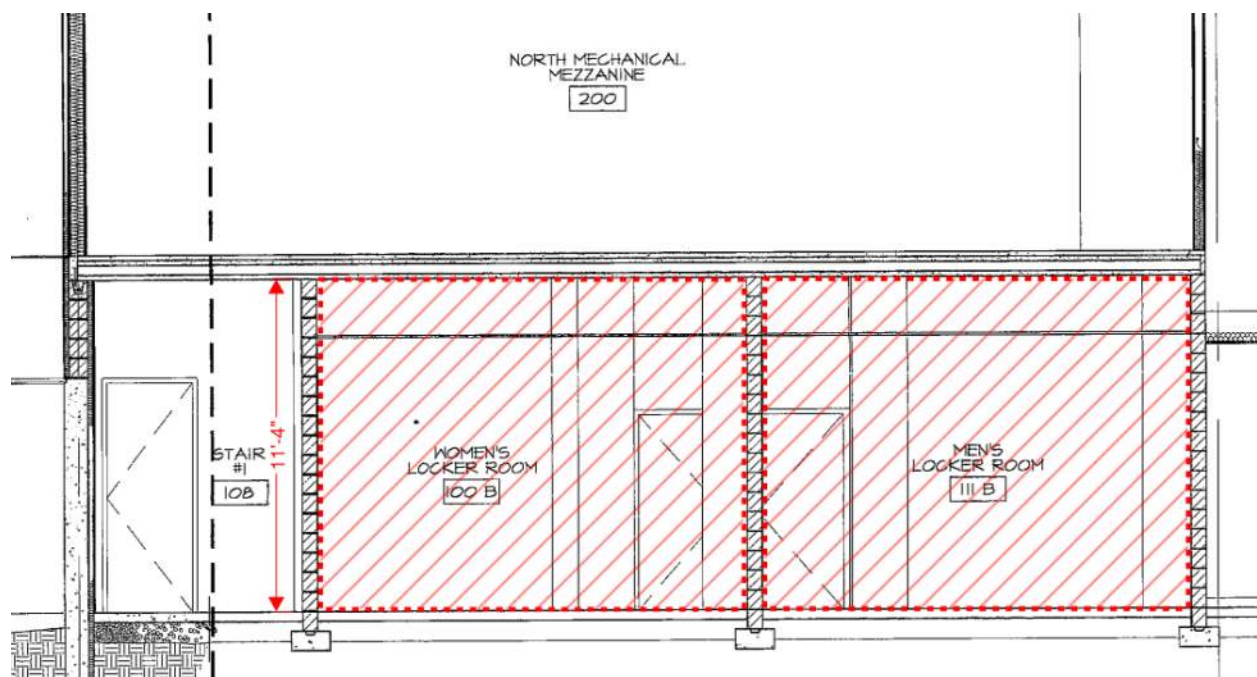 NORTH MECHANICAL
MEZZANINE
200
STAIR
#1
108
11'-4"
WOMEN'S
LOCKER ROOM
100 B
MEN'S
LOCKER ROOM
111 B